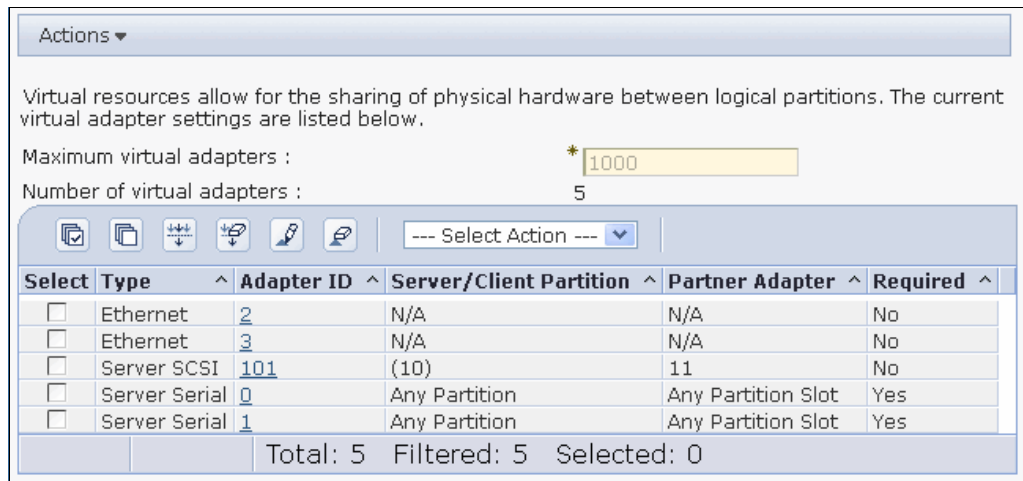 Actions
Virtual resources allow for the sharing of physical hardware between logical partitions. The current
virtual adapter settings are listed below.
Maximum virtual adapters : * 1000
Number of virtual adapters : 5
--- Select Action ---
Select Type ^ Adapter ID ^ Server/Client Partition ^ Partner Adapter ^ Required ^
Ethernet 2 N/A N/A No
Ethernet 3 N/A N/A No
Server SCSI 101 (10) 11 No
Server Serial 0 Any Partition Any Partition Slot Yes
Server Serial 1 Any Partition Any Partition Slot Yes
Total: 5 Filtered: 5 Selected: 0